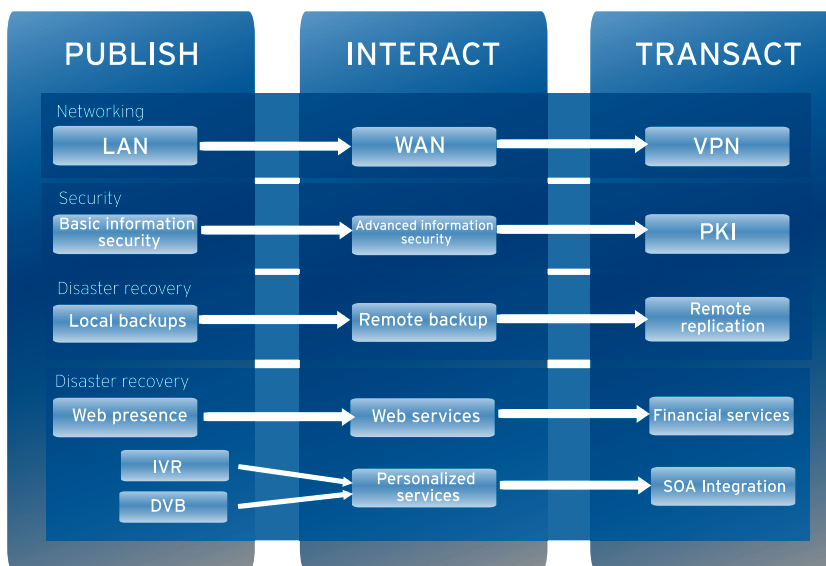 PUBLISH
INTERACT
TRANSACT
Networking
LAN
WAN
VPN
Security
Basic information
security
Advanced information
security
PKI
Disaster recovery
Local backups
Remote backup
Remote
replication
Disaster recovery
Web presence
Web services
Financial services
IVR
DVB
Personalized
services
SOA Integration